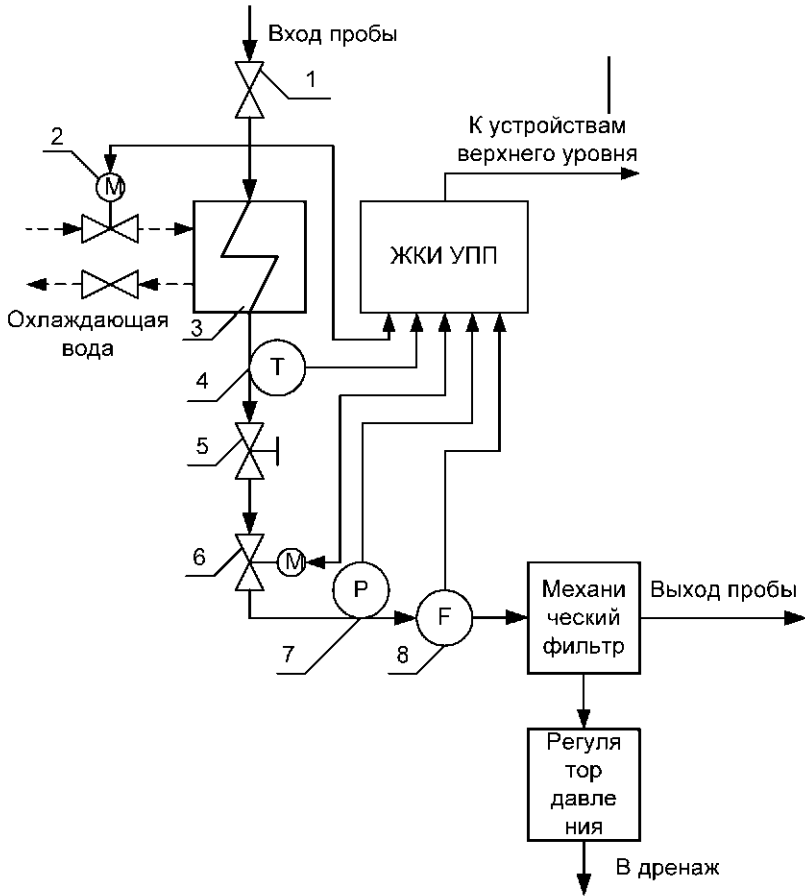 Вход пробы
1
2
К устройствам
верхнего уровня
М
ЖКИ УПП
Охлаждающая
вода
3
4
Т
5
6
М
Р
7
F
8
Механи
ческий
фильтр
Выход пробы
Регуля
тор
давле
ния
В дренаж